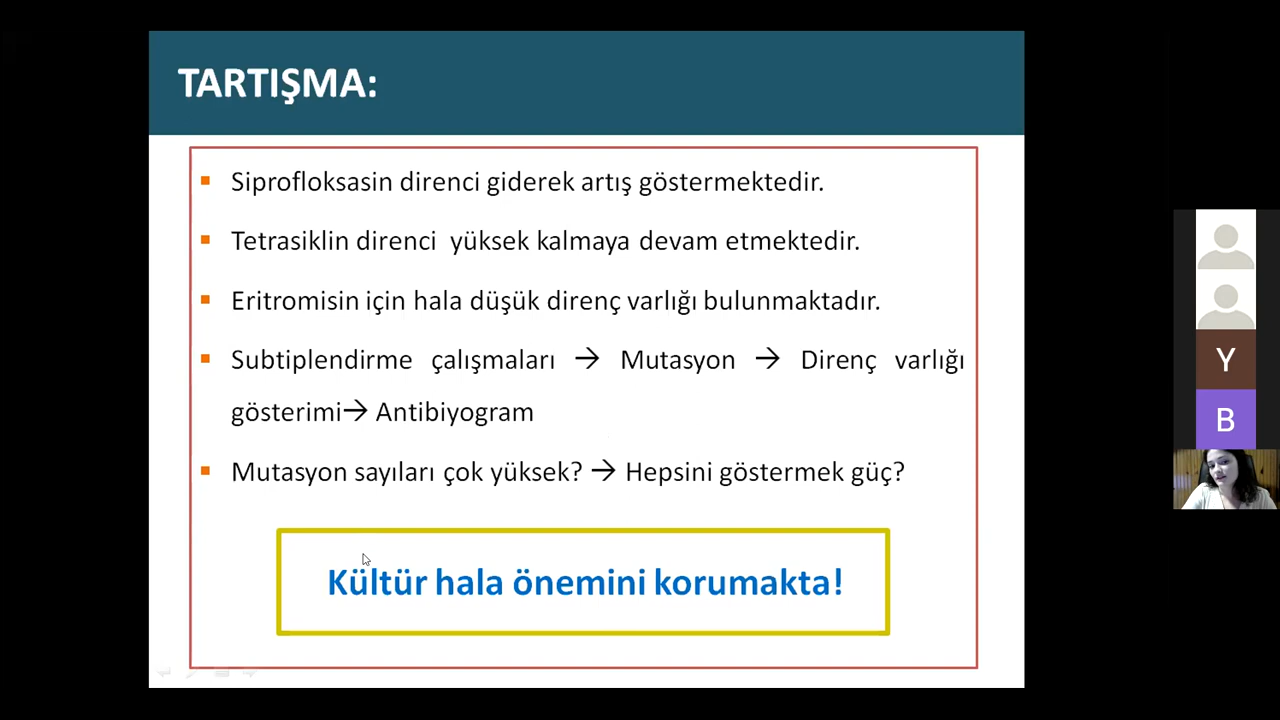 TARTIŞMA:
Siprofloksasin direnci giderek artış göstermektedir.
Tetrasiklin direnci yüksek kalmaya devam etmektedir.
Eritromisin için hala düşük direnç varlığı bulunmaktadır.
Subtiplendirme çalışmaları → Mutasyon → Direnç varlığı
gösterimi→ Antibiyogram
Mutasyon sayıları çok yüksek? → Hepsini göstermek güç?
Kültür hala önemini korumakta!
Y
B